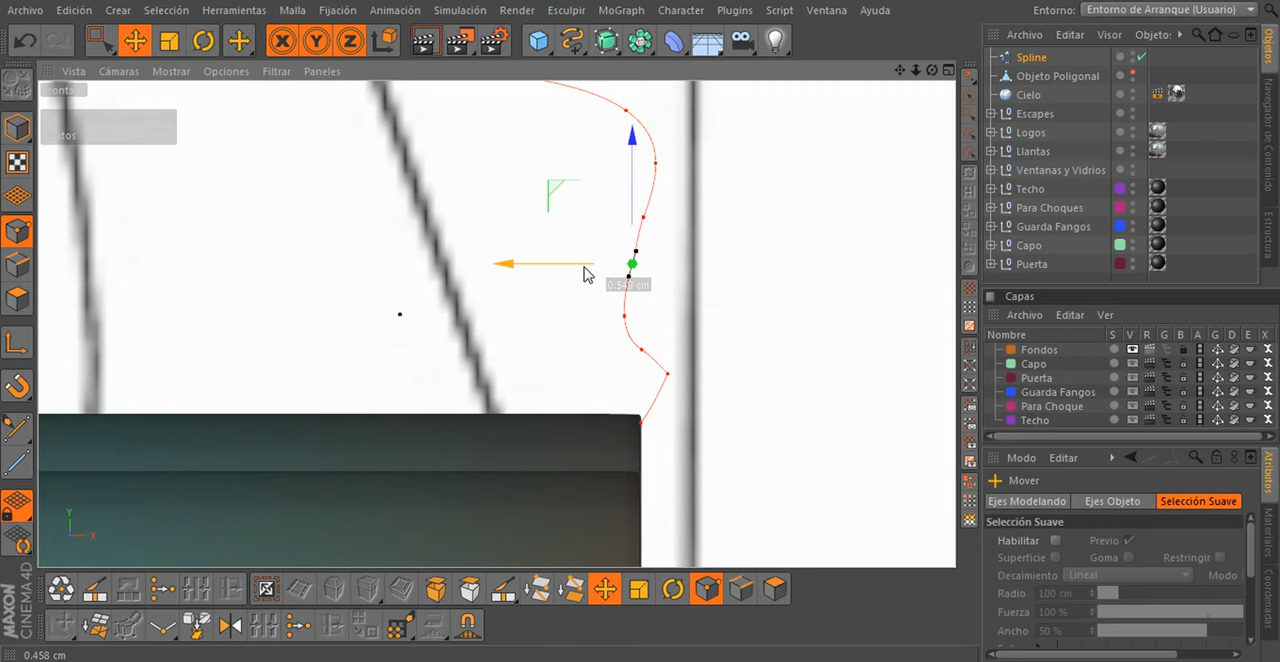 Archivo Edición Crear Selección Herramientas Malla Fijación Animación Simulación Render Esculpir MoGraph Character Plugins Script Ventana Ayuda Entorno: Entorno de Arranque (Usuario)
Archivo Editar Visor Objetos
Vista Cámaras Mostrar Opciones Filtrar Paneles
Spline
Objeto Poligonal
Cielo
Escapes
Logos
Llantas
Ventanas y Vidrios
Techo
Para Choques
Guarda Fangos
Capo
Puerta
0.549 cm
X Y Z
Y
X
Capas
Archivo Editar Ver
Nombre S V R G B A G D E X
Fondos
Capo
Puerta
Guarda Fangos
Para Choque
Techo
Modo Editar
Mover
Ejes Modelando Ejes Objeto Selección Suave
Selección Suave
Habilitar Previo
Superficie Goma Restringir
Decaimiento Lineal Modo
Radio 100 cm
Fuerza 100 %
Ancho 50 %
Objetos
Navegador de Contenido
Estructura
Atributos
Materiales
Coordenadas
MAXON
CINEMA 4D
0.458 cm